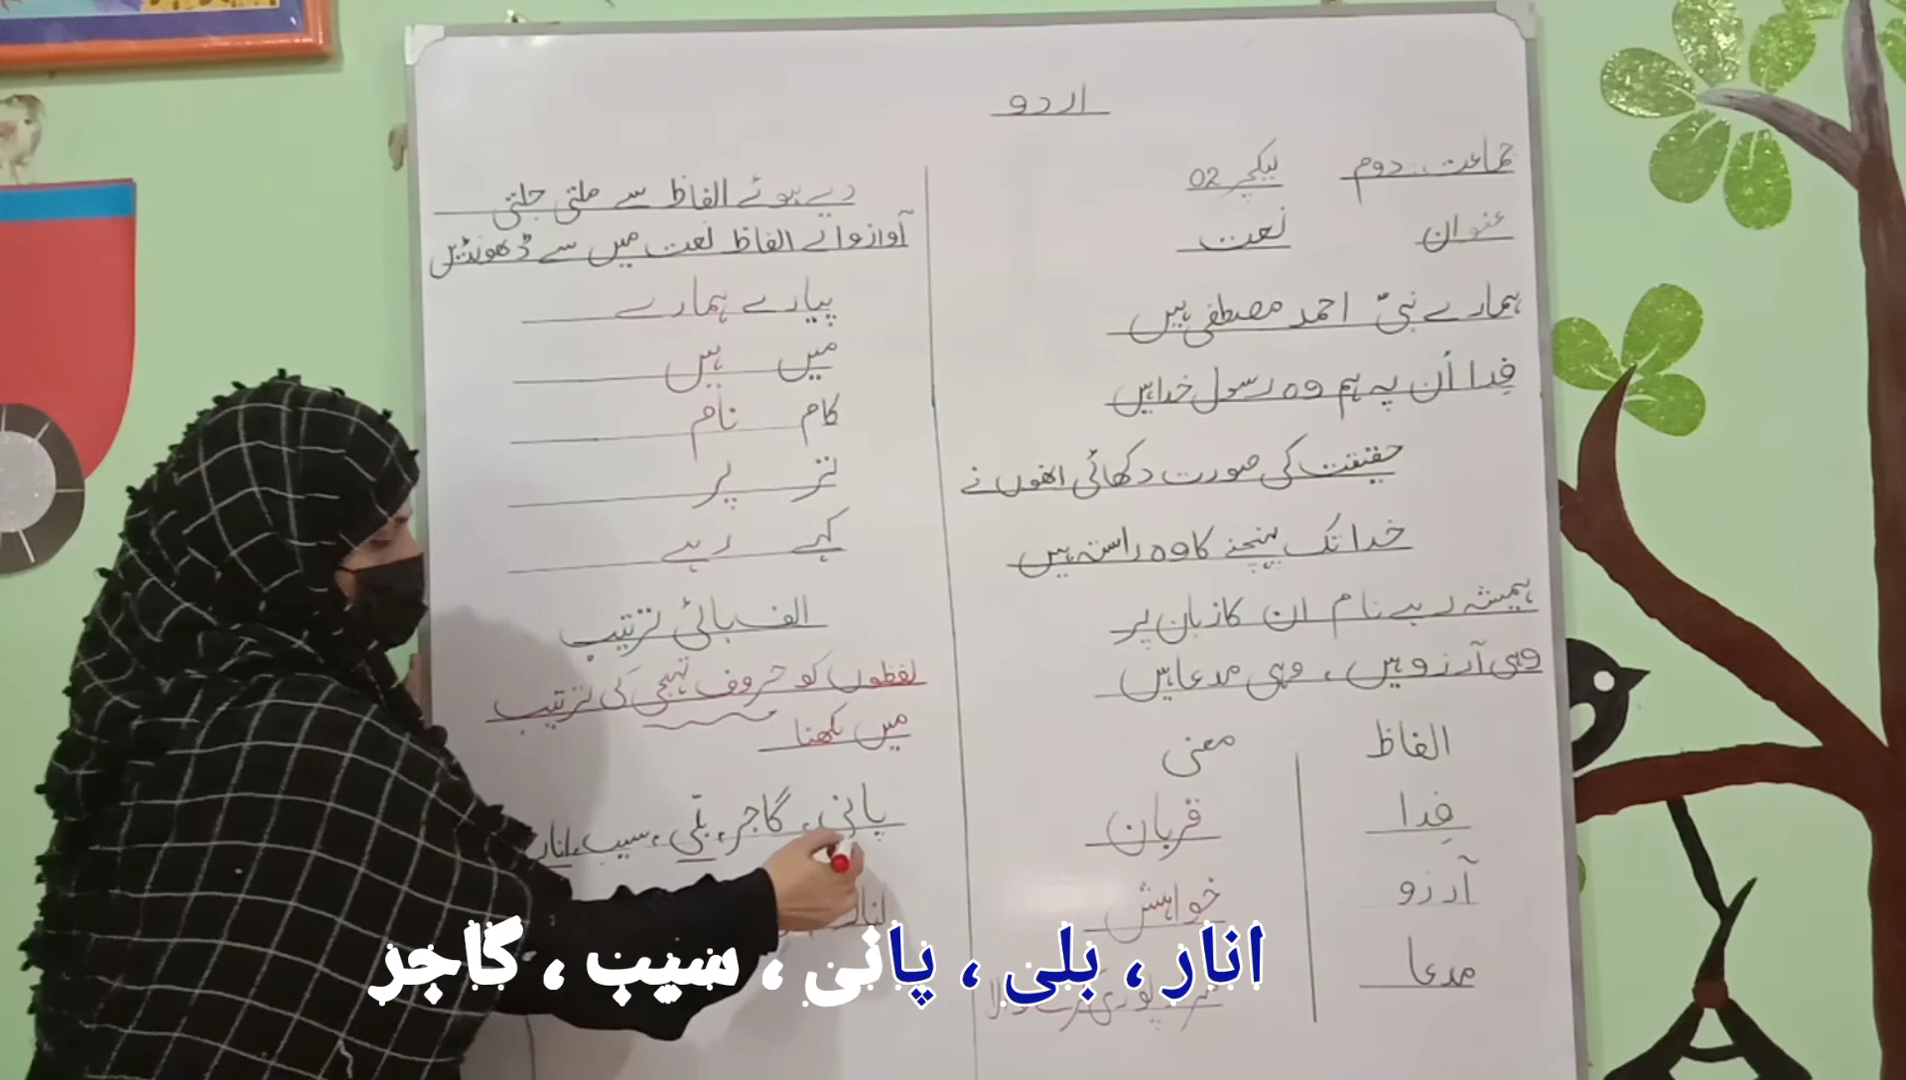 اردو
جماعت دوم
لیکچر 02
عنوان
نعت
ہمارے نبیؐ احمد مصطفی ہیں
فِدا اُن پہ ہم وہ رسول خدا ہیں
حقیقت کی صورت دکھائی انھوں نے
خدا تک پہنچنے کا وہ راستہ ہیں
ہمیشہ رہے نام ان کا زبان پر
وہی آرزو ہیں، وہی مدعا ہیں
الفاظ معنی
فِدا قربان
آرزو خواہش
مدعا
دیے ہوئے الفاظ سے ملتی جلتی
آواز والے الفاظ نعت میں سے ڈھونڈیں
پیارے ہمارے
میں ہیں
کام نام
تر پر
کہے رہے
الف بائی ترتیب
لفظوں کو حروف تہجی کی ترتیب
میں لکھنا
پانی، گاجر، بلی، سیب، انار
انار
انار ، بلی ، پانی ، سیب ، گاجر